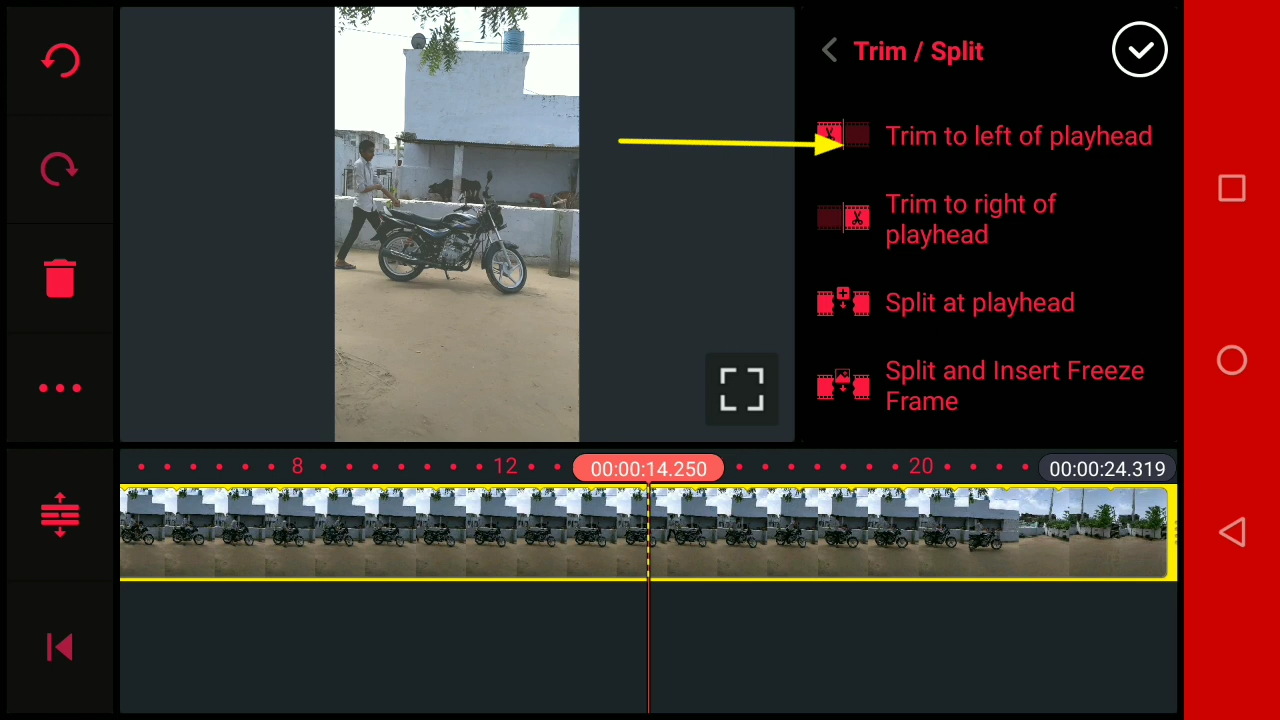 Trim / Split
Trim to left of playhead
Trim to right of
playhead
Split at playhead
Split and Insert Freeze
Frame
8
12
00:00:14.250
20
00:00:24.319